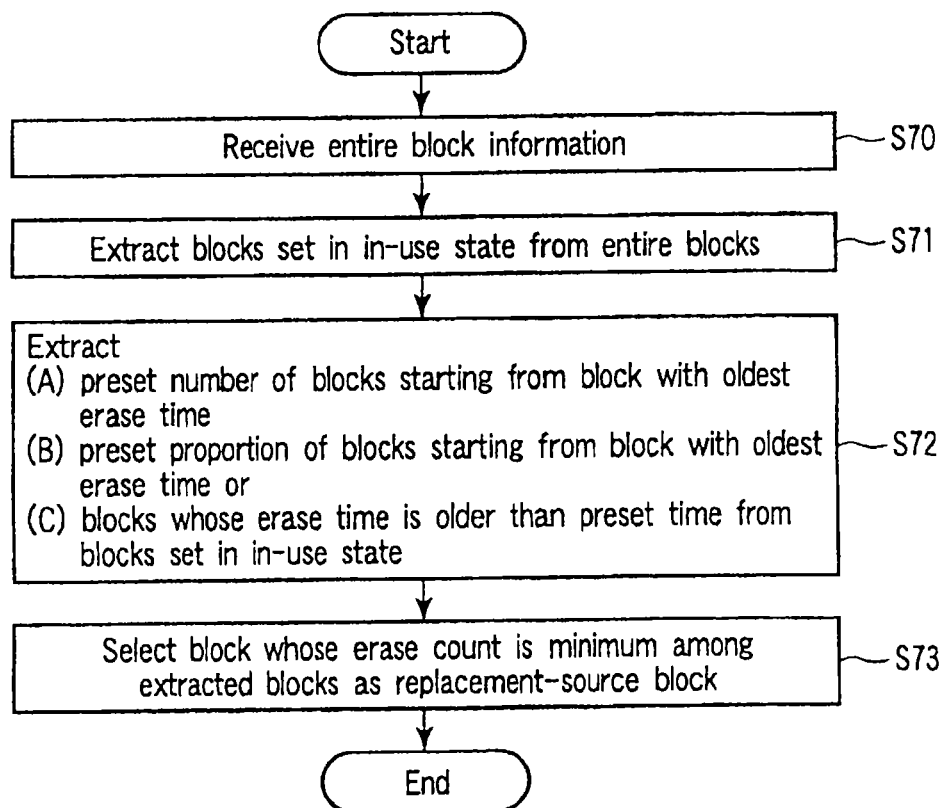 Start
Receive entire block information
S70
Extract blocks set in in-use state from entire blocks
S71
Extract
(A) preset number of blocks starting from block with oldest
erase time
(B) preset proportion of blocks starting from block with oldest
erase time or
(C) blocks whose erase time is older than preset time from
blocks set in in-use state
S72
Select block whose erase count is minimum among
extracted blocks as replacement-source block
S73
End